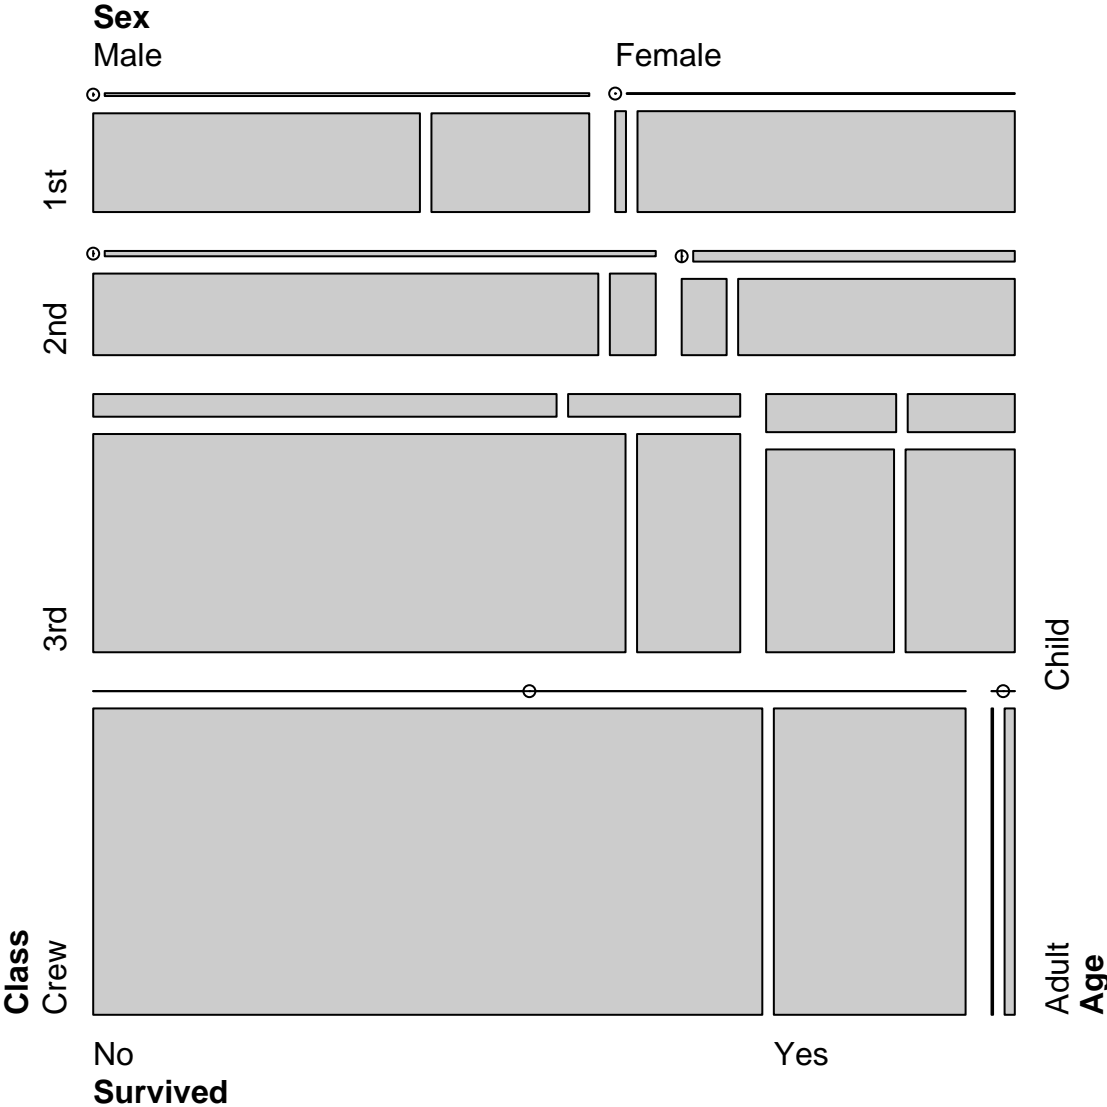 Sex
Male
Female
1st
2nd
3rd
Crew
Class
Child
Adult
Age
No
Yes
Survived